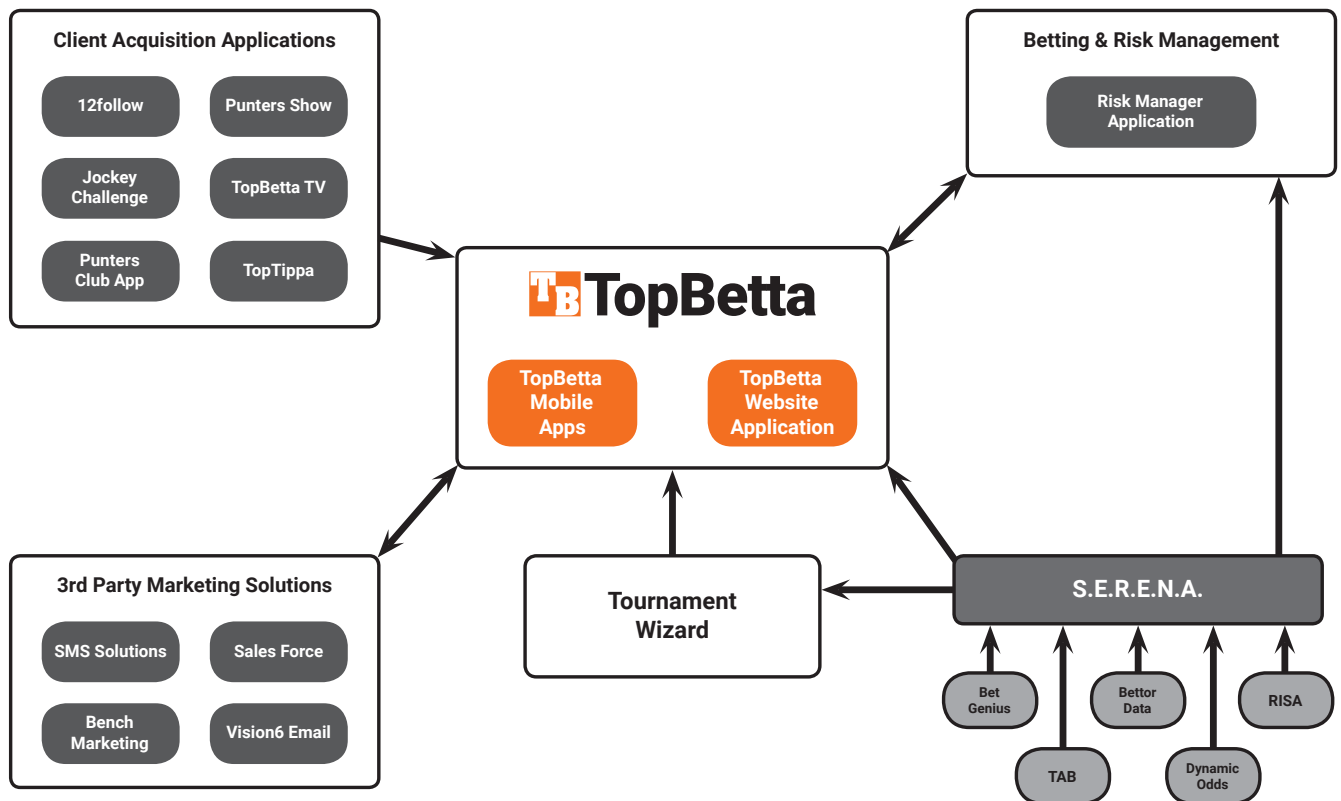 Client Acquisition Applications
12follow
Punters Show
Jockey
Challenge
TopBetta TV
Punters
Club App
TopTippa
Betting & Risk Management
Risk Manager
Application
TB TopBetta
TopBetta
Mobile
Apps
TopBetta
Website
Application
3rd Party Marketing Solutions
SMS Solutions
Sales Force
Bench
Marketing
Vision6 Email
Tournament
Wizard
S.E.R.E.N.A.
Bet
Genius
TAB
Bettor
Data
Dynamic
Odds
RISA